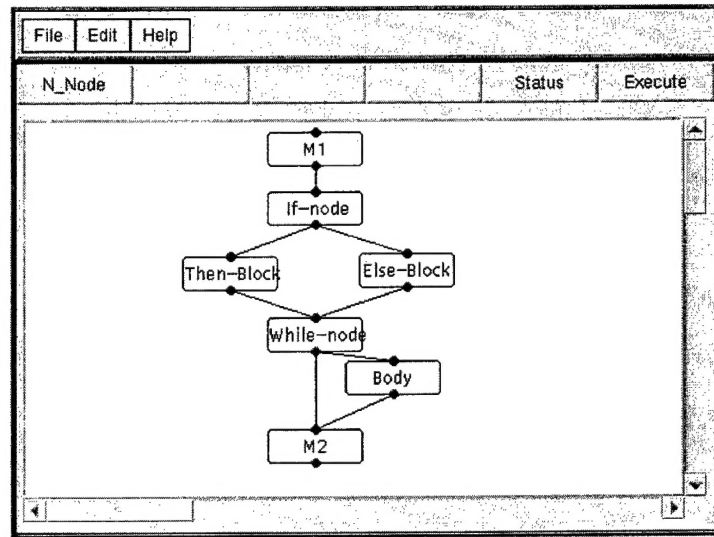 File Edit Help
N_Node Status Execute
M1
If-node
Then-Block Else-Block
While-node
Body
M2